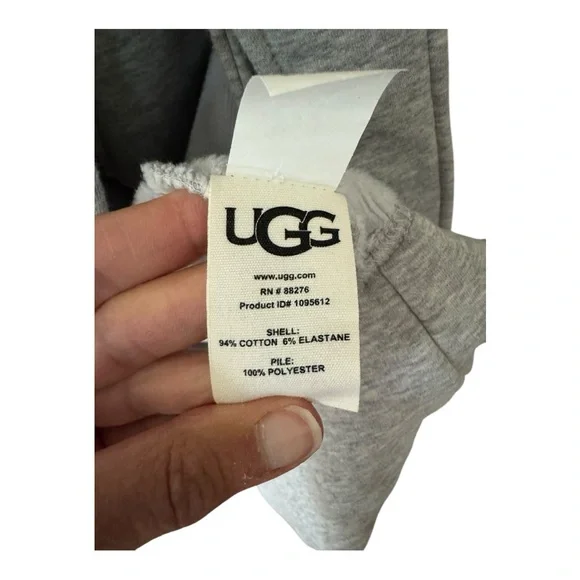 UGG
www.ugg.com
RN # 88276
Product ID# 1095612
SHELL:
94% COTTON 6% ELASTANE
PILE:
100% POLYESTER